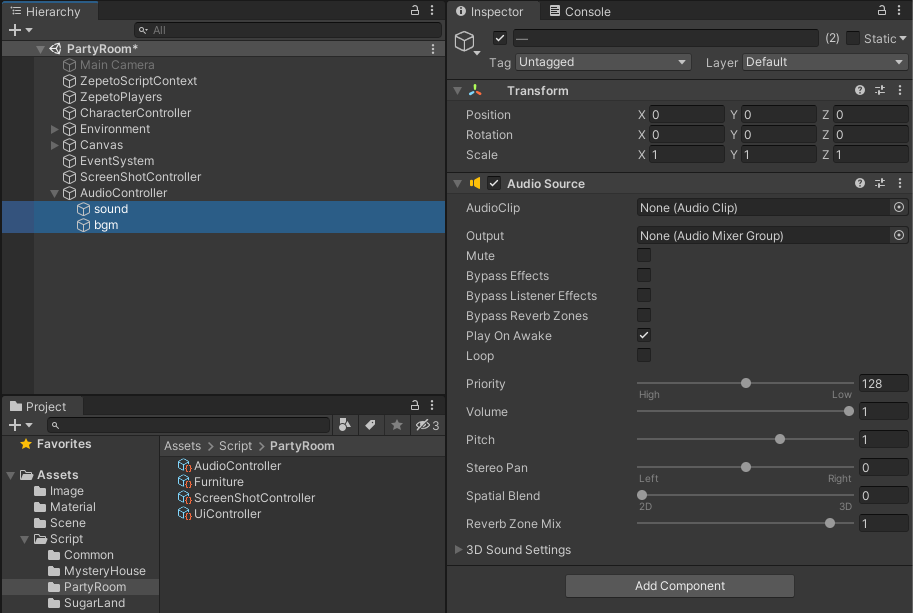 Hierarchy
All
PartyRoom*
Main Camera
ZepetoScriptContext
ZepetoPlayers
CharacterController
Environment
Canvas
EventSystem
ScreenShotController
AudioController
sound
bgm
Project
3
Favorites
Assets
Image
Material
Scene
Script
Common
MysteryHouse
PartyRoom
SugarLand
Assets > Script > PartyRoom
AudioController
Furniture
ScreenShotController
UiController
Inspector Console
— (2) Static
Tag Untagged Layer Default
Transform
Position X 0 Y 0 Z 0
Rotation X 0 Y 0 Z 0
Scale X 1 Y 1 Z 1
Audio Source
AudioClip None (Audio Clip)
Output None (Audio Mixer Group)
Mute
Bypass Effects
Bypass Listener Effects
Bypass Reverb Zones
Play On Awake
Loop
Priority 128
High Low
Volume 1
Pitch 1
Stereo Pan 0
Left Right
Spatial Blend 0
2D 3D
Reverb Zone Mix 1
3D Sound Settings
Add Component